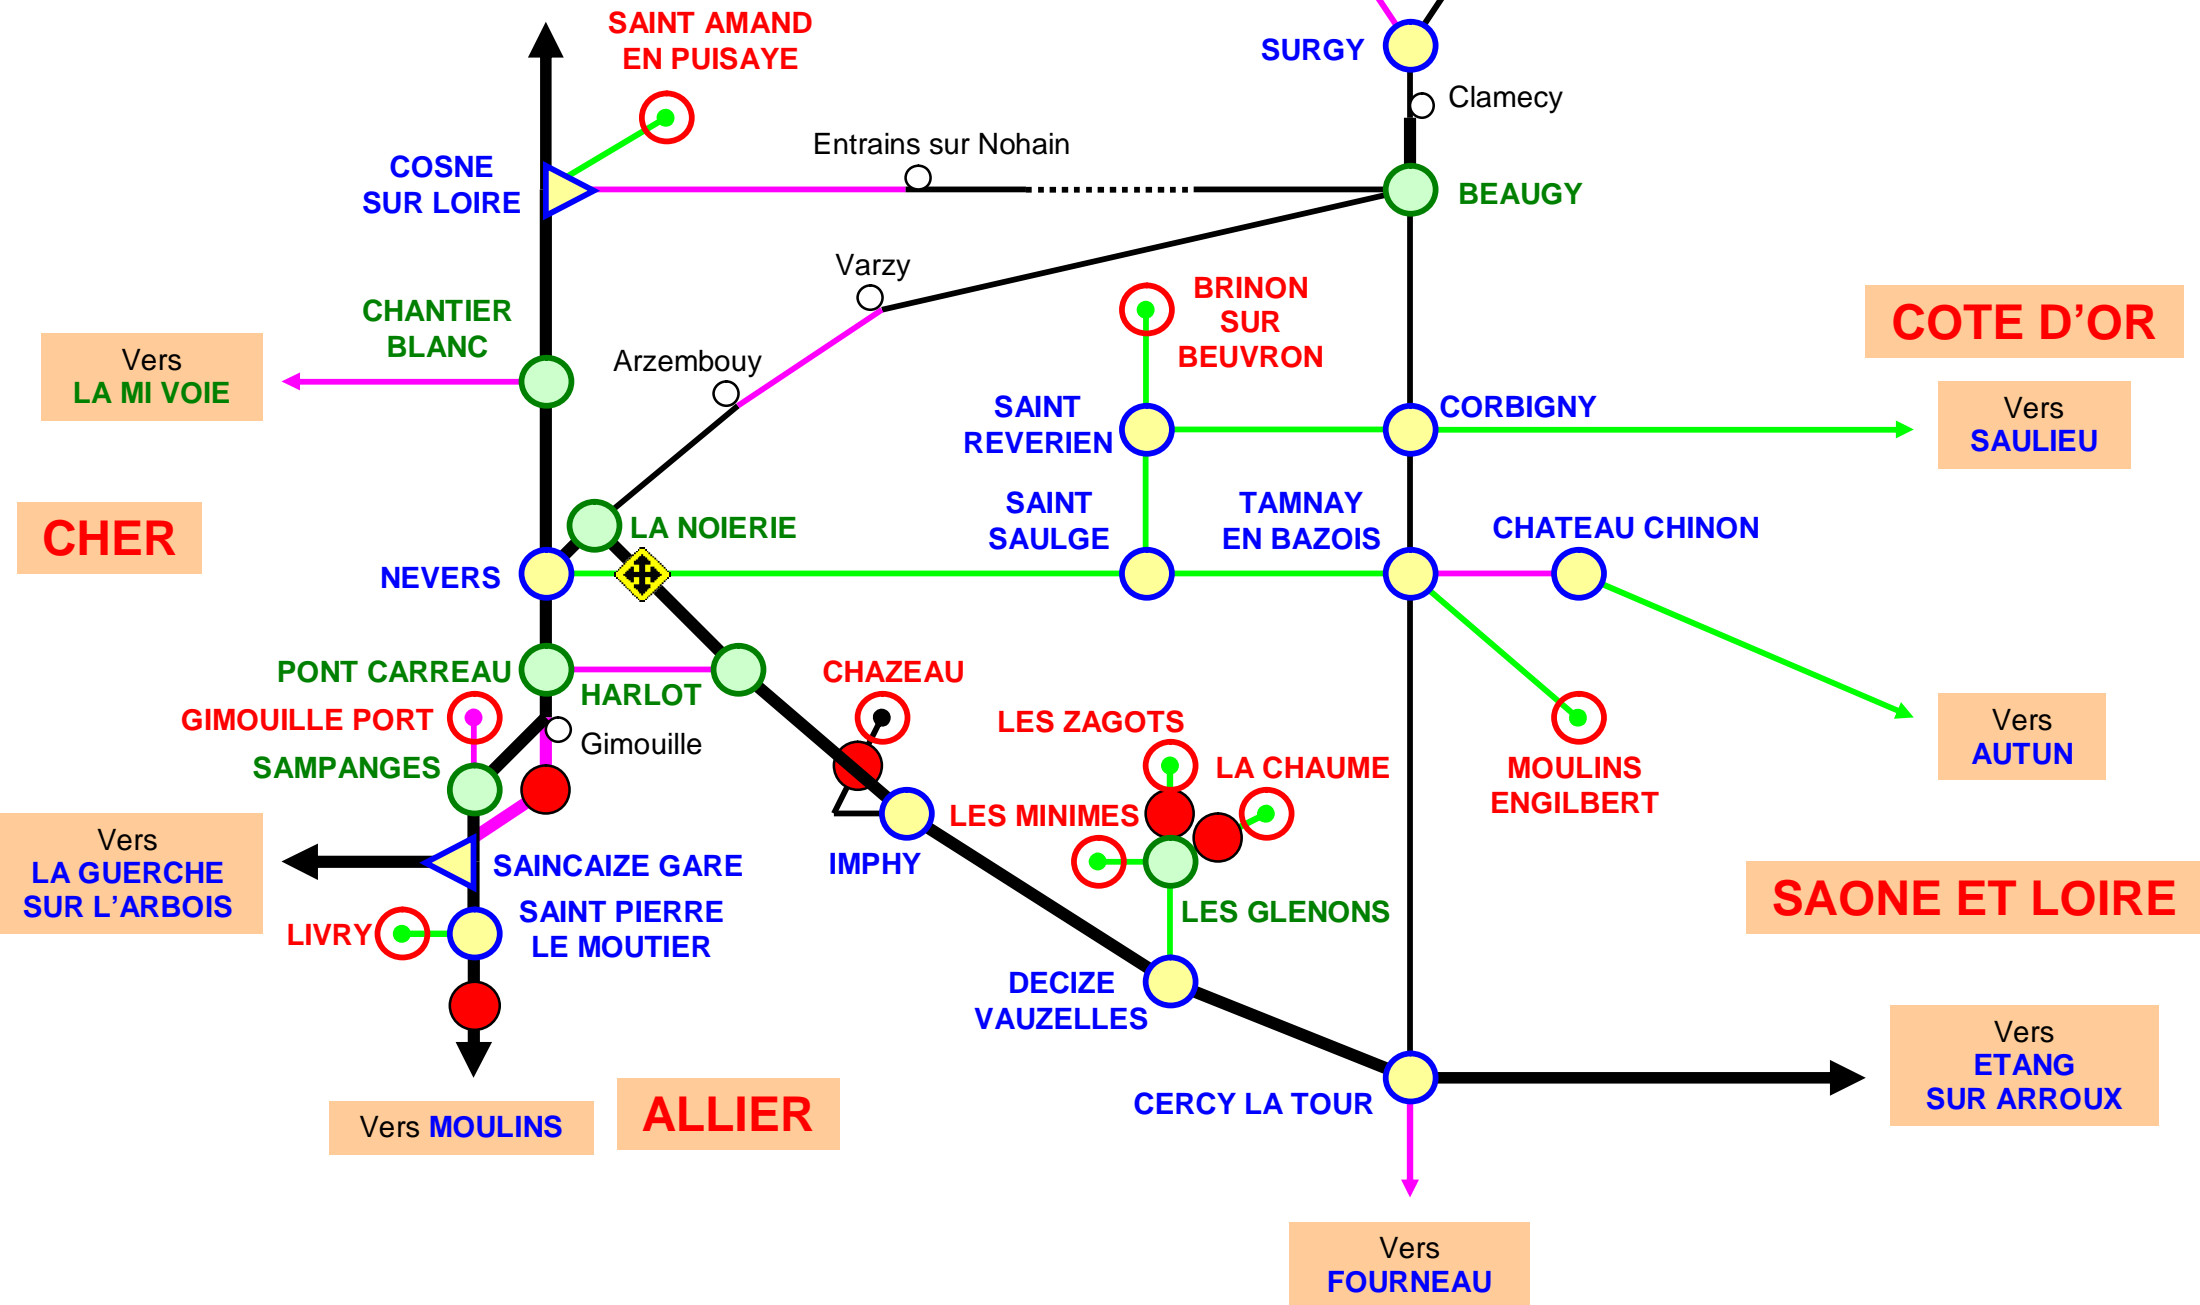 SAINT AMAND
EN PUISAYE
SURGY
Clamecy
Entrains sur Nohain
COSNE
SUR LOIRE
BEAUGY
Varzy
BRINON
SUR
BEUVRON
CHANTIER
BLANC
COTE D'OR
Vers
LA MI VOIE
Arzembouy
SAINT
REVERIEN
CORBIGNY
Vers
SAULIEU
CHER
LA NOIERIE
SAINT
SAULGE
TAMNAY
EN BAZOIS
CHATEAU CHINON
NEVERS
PONT CARREAU
HARLOT
CHAZEAU
GIMOUILLE PORT
Gimouille
LES ZAGOTS
SAMPANGES
LA CHAUME
MOULINS
ENGILBERT
Vers
AUTUN
LES MINIMES
Vers
LA GUERCHE
SUR L'ARBOIS
SAINCAIZE GARE
IMPHY
LES GLENONS
SAONE ET LOIRE
LIVRY
SAINT PIERRE
LE MOUTIER
DECIZE
VAUZELLES
Vers
ETANG
SUR ARROUX
CERCY LA TOUR
Vers MOULINS
ALLIER
Vers
FOURNEAU